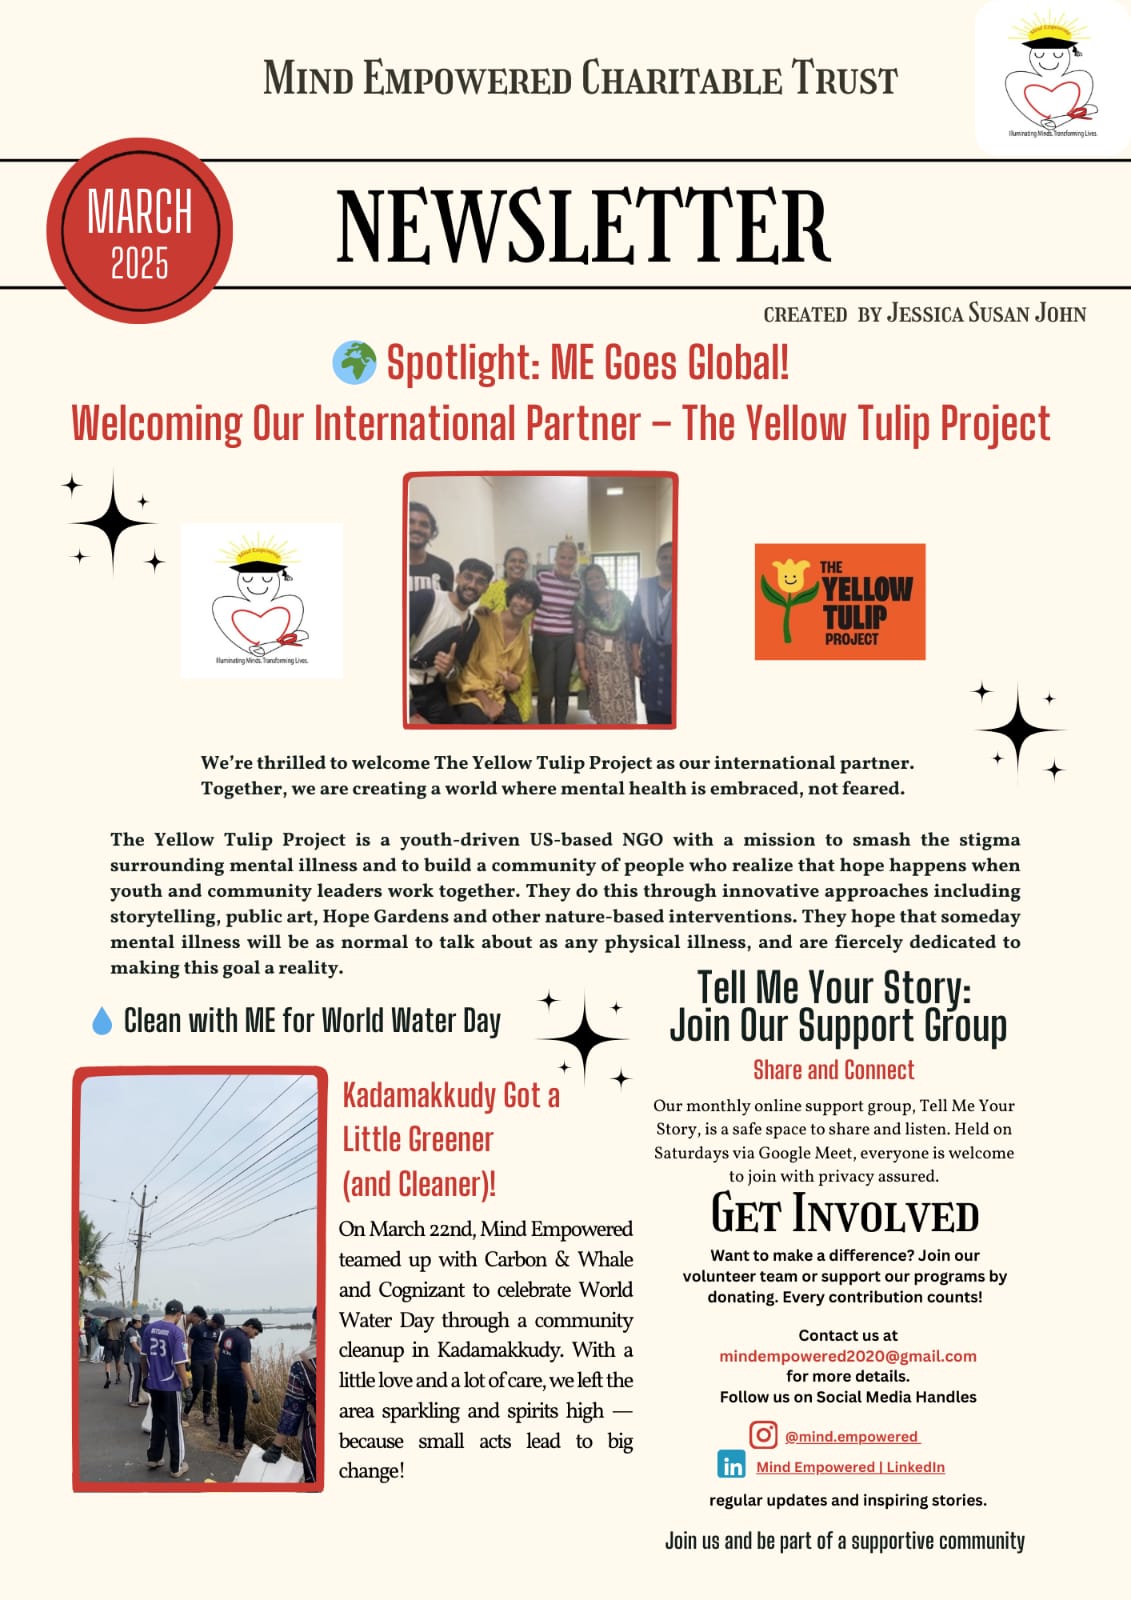 MIND EMPOWERED CHARITABLE TRUST
Mind Empowered
Illuminating Minds. Transforming Lives.
MARCH
2025
NEWSLETTER
CREATED BY JESSICA SUSAN JOHN
Spotlight: ME Goes Global!
Welcoming Our International Partner – The Yellow Tulip Project
Mind Empowered
Illuminating Minds. Transforming Lives.
THE
YELLOW
TULIP
PROJECT
We're thrilled to welcome The Yellow Tulip Project as our international partner.
Together, we are creating a world where mental health is embraced, not feared.
The Yellow Tulip Project is a youth-driven US-based NGO with a mission to smash the stigma
surrounding mental illness and to build a community of people who realize that hope happens when
youth and community leaders work together. They do this through innovative approaches including
storytelling, public art, Hope Gardens and other nature-based interventions. They hope that someday
mental illness will be as normal to talk about as any physical illness, and are fiercely dedicated to
making this goal a reality.
Clean with ME for World Water Day
Kadamakkudy Got a
Little Greener
(and Cleaner)!
On March 22nd, Mind Empowered
teamed up with Carbon & Whale
and Cognizant to celebrate World
Water Day through a community
cleanup in Kadamakkudy. With a
little love and a lot of care, we left the
area sparkling and spirits high —
because small acts lead to big
change!
23
Tell Me Your Story:
Join Our Support Group
Share and Connect
Our monthly online support group, Tell Me Your
Story, is a safe space to share and listen. Held on
Saturdays via Google Meet, everyone is welcome
to join with privacy assured.
GET INVOLVED
Want to make a difference? Join our
volunteer team or support our programs by
donating. Every contribution counts!
Contact us at
mindempowered2020@gmail.com
for more details.
Follow us on Social Media Handles
@mind.empowered
in Mind Empowered | LinkedIn
regular updates and inspiring stories.
Join us and be part of a supportive community